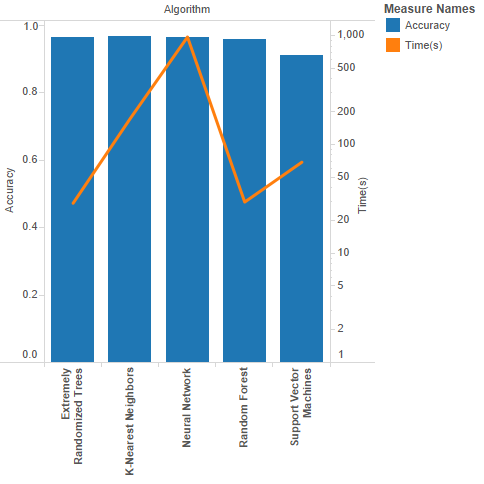 Algorithm
Measure Names
Accuracy
Time(s)
1.0
0.8
0.6
0.4
0.2
0.0
Accuracy
1,000
500
200
100
50
20
10
5
2
1
Time(s)
Extremely
Randomized Trees
K-Nearest Neighbors
Neural Network
Random Forest
Support Vector
Machines